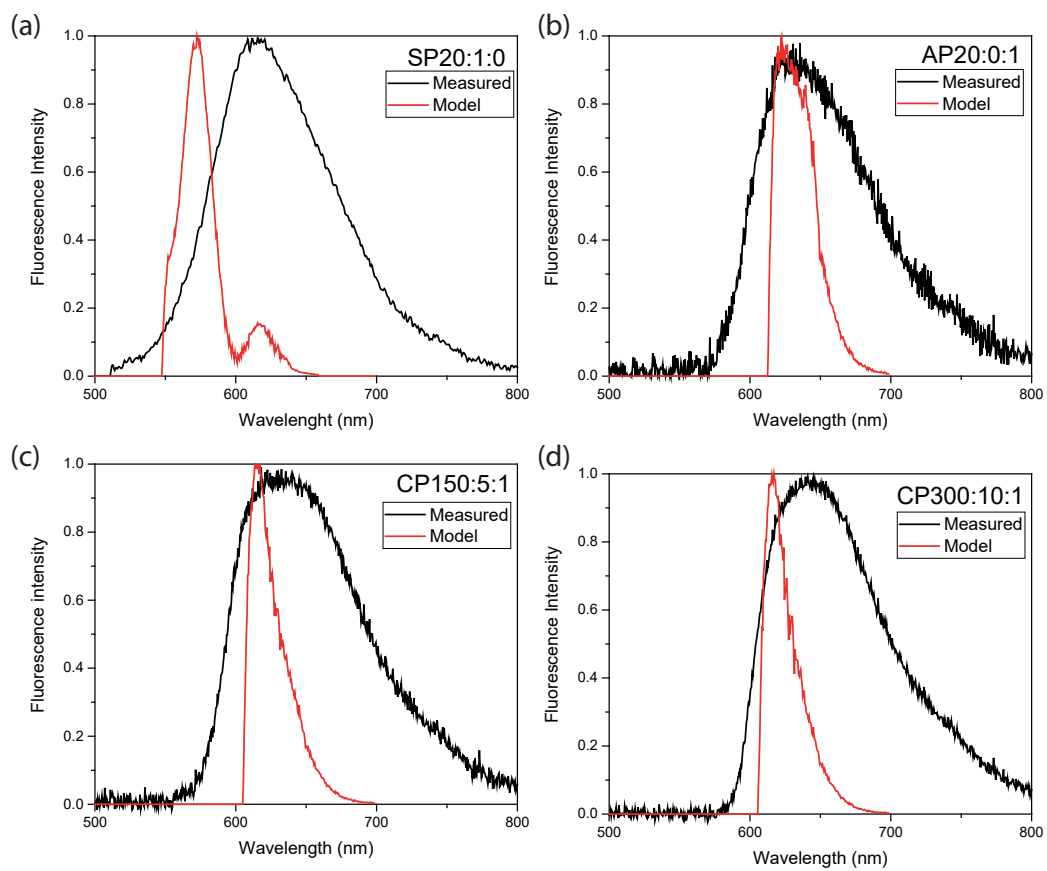 (a)
SP20:1:0
Measured
Model
Fluorescence Intensity
1.0
0.8
0.6
0.4
0.2
0.0
500 600 700 800
Wavelenght (nm)
(b)
AP20:0:1
Measured
Model
Fluorescence Intensity
1.0
0.8
0.6
0.4
0.2
0.0
500 600 700 800
Wavelenght (nm)
(c)
CP150:5:1
Measured
Model
Fluorescence intensity
1.0
0.8
0.6
0.4
0.2
0.0
500 600 700 800
Wavelength (nm)
(d)
CP300:10:1
Measured
Model
Fluorescence Intensity
1.0
0.8
0.6
0.4
0.2
0.0
500 600 700 800
Wavelength (nm)